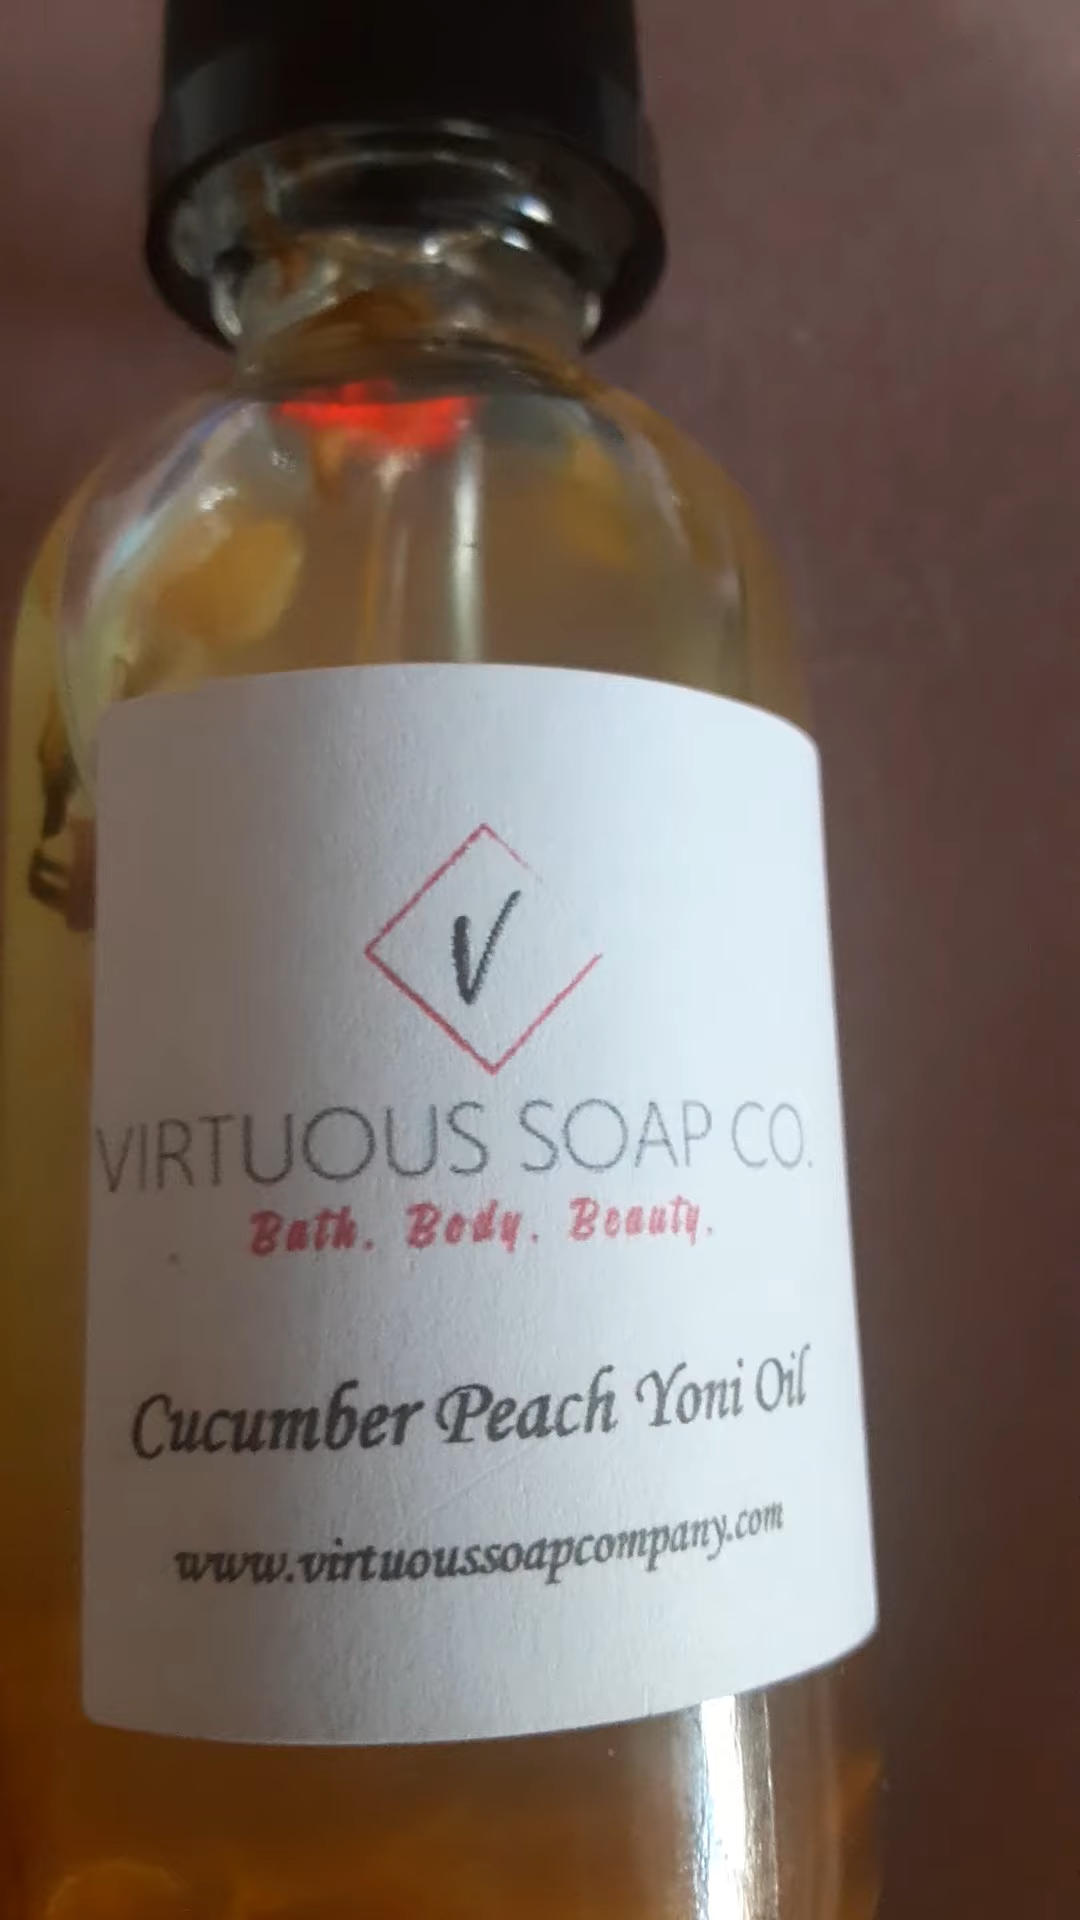 V
VIRTUOUS SOAP CO.
Bath. Body. Beauty.
Cucumber Peach Yoni Oil
www.virtuoussoapcompany.com